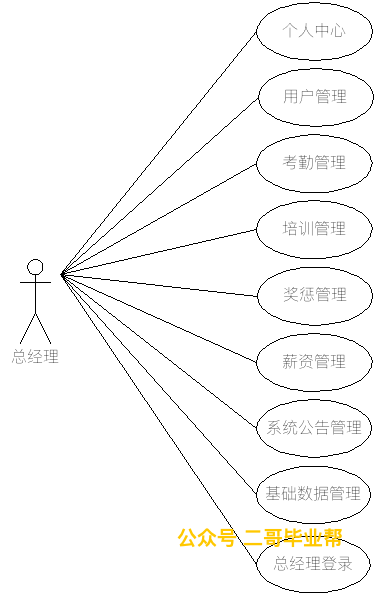 个人中心
用户管理
考勤管理
培训管理
奖惩管理
总经理
薪资管理
系统公告管理
基础数据管理
公众号 二哥毕业帮
总经理登录